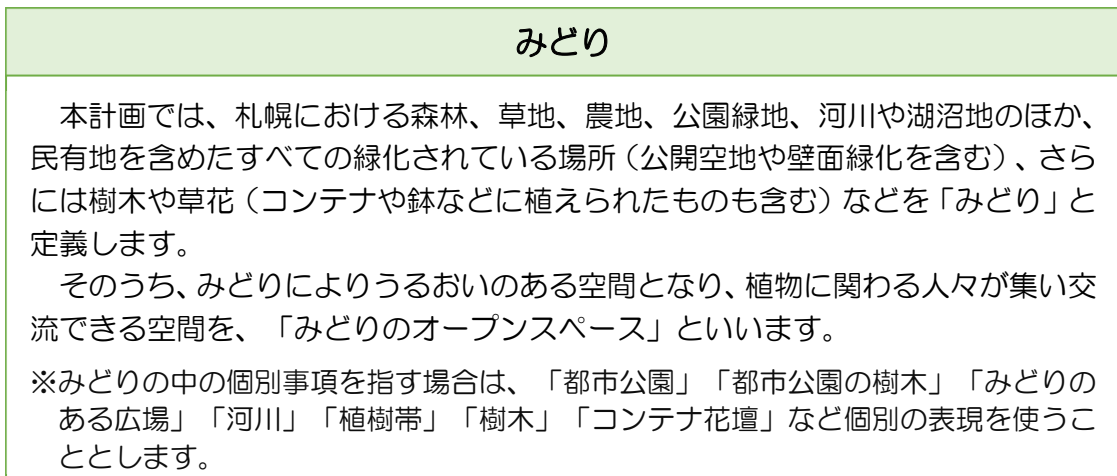 みどり
本計画では、札幌における森林、草地、農地、公園緑地、河川や湖沼地のほか、
民有地を含めたすべての緑化されている場所（公開空地や壁面緑化を含む）、さら
には樹木や草花（コンテナや鉢などに植えられたものも含む）などを「みどり」と
定義します。
そのうち、みどりによりうるおいのある空間となり、植物に関わる人々が集い交
流できる空間を、「みどりのオープンスペース」といいます。
※みどりの中の個別事項を指す場合は、「都市公園」「都市公園の樹木」「みどりの
ある広場」「河川」「植樹帯」「樹木」「コンテナ花壇」など個別の表現を使うこ
ととします。